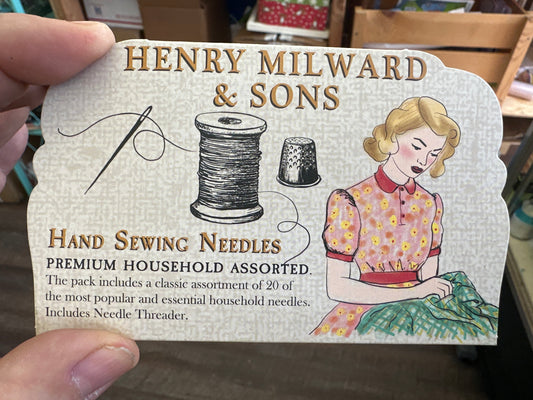 HENRY MILWARD
& SONS
HAND SEWING NEEDLES
PREMIUM HOUSEHOLD ASSORTED.
The pack includes a classic assortment of 20 of
the most popular and essential household needles.
Includes Needle Threader.